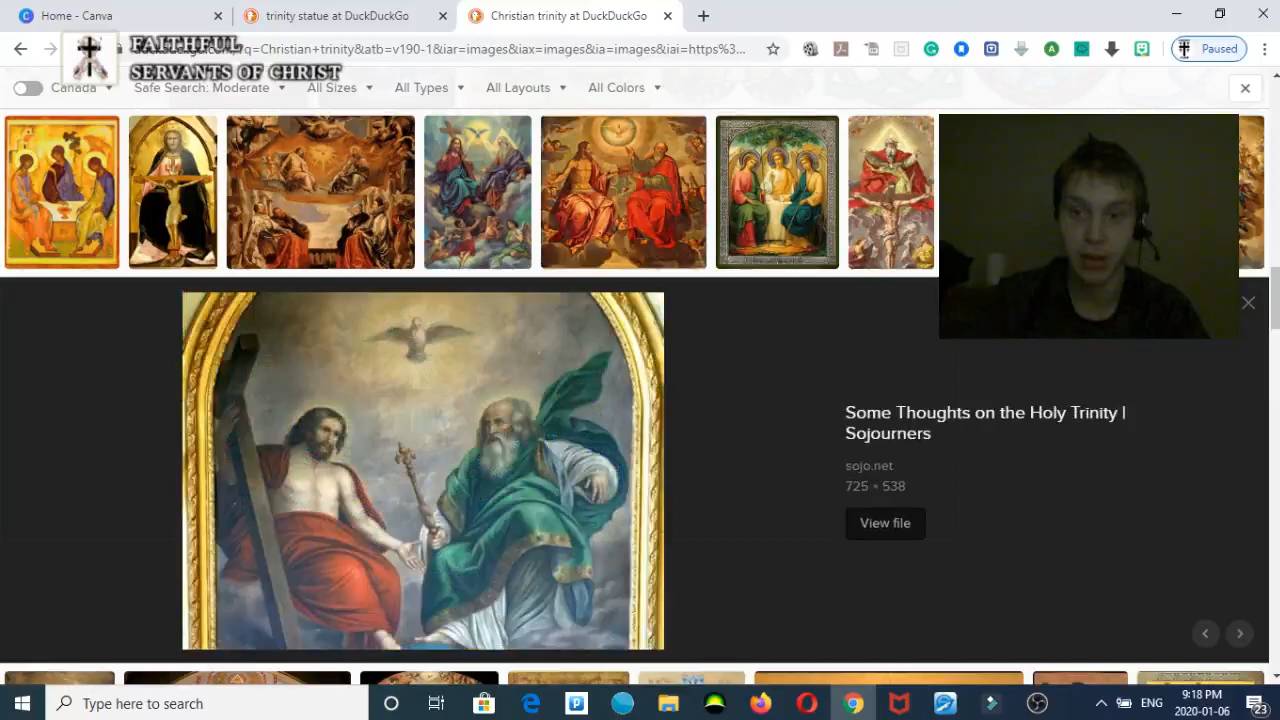 Home - Canva
trinity statue at DuckDuckGo
Christian trinity at DuckDuckGo
FAITHFUL
SERVANTS OF CHRIST
q=Christian+trinity&atb=v190-1&iar=images&iax=images&ia=images&iai=https%3...
Paused
Canada
Safe Search: Moderate
All Sizes
All Types
All Layouts
All Colors
Some Thoughts on the Holy Trinity |
Sojourners
sojo.net
725 × 538
View file
Type here to search
ENG
9:18 PM
2020-01-06
23